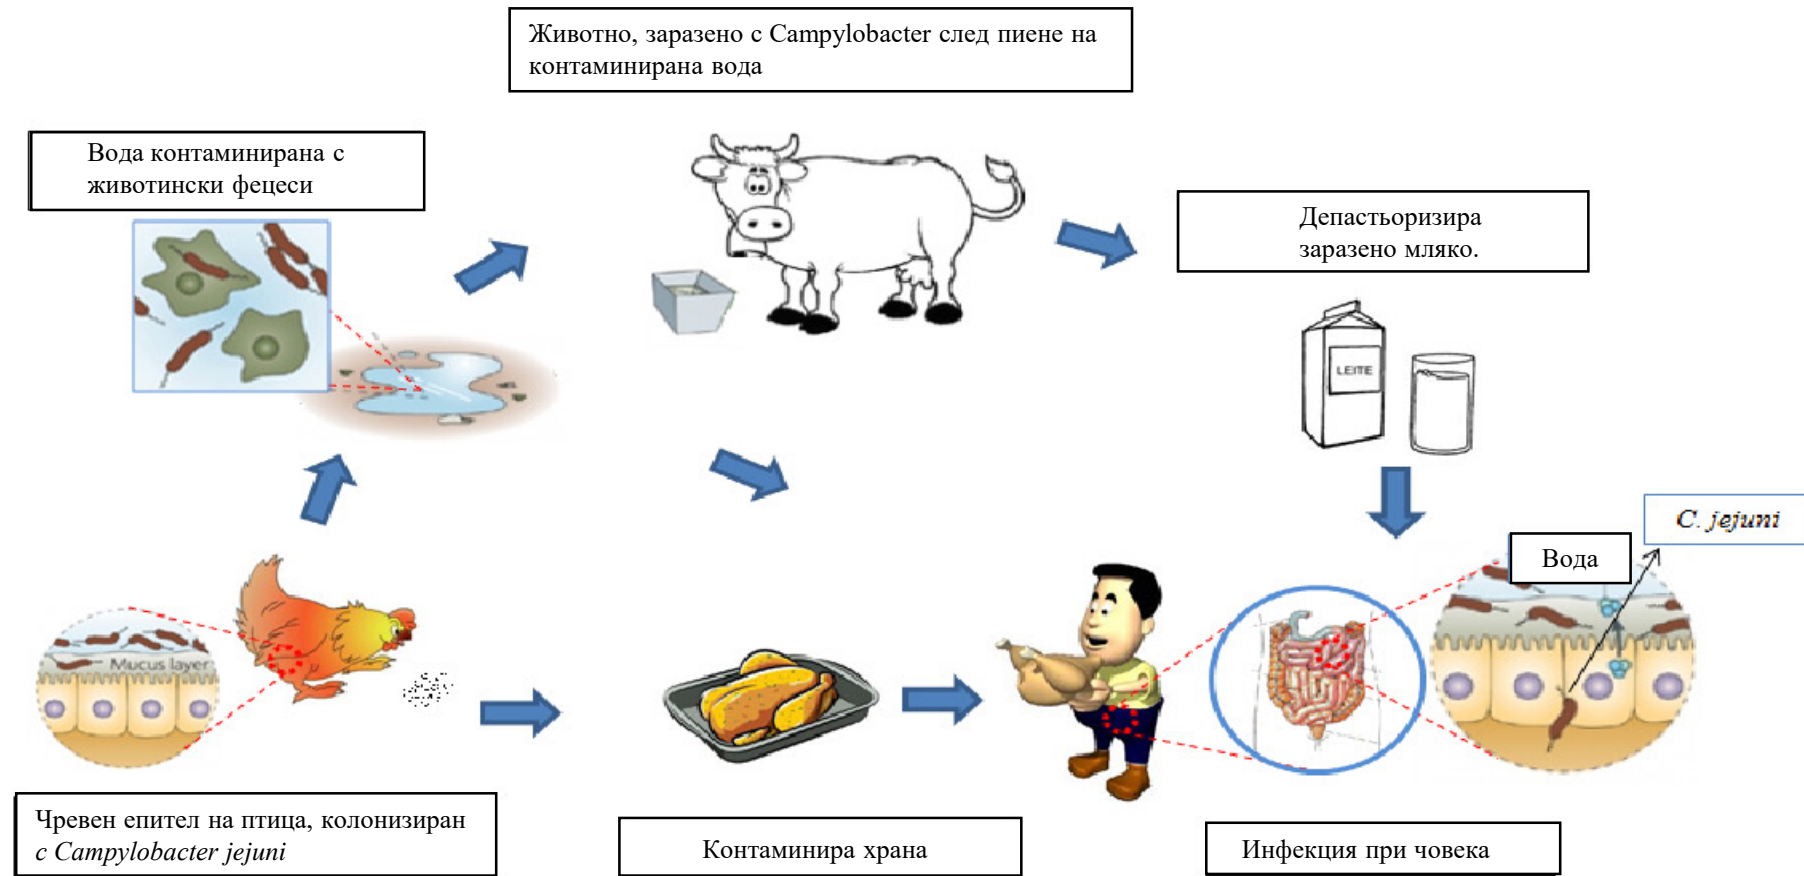 Животно, заразено с Campylobacter след пиене на
контаминирана вода
Вода контаминирана с
животински фецеси
Депастьоризира
заразено мляко.
LEITE
C. jejuni
Вода
Mucus layer
Чревен епител на птица, колонизиран
с Campylobacter jejuni
Контаминира храна
Инфекция при човека